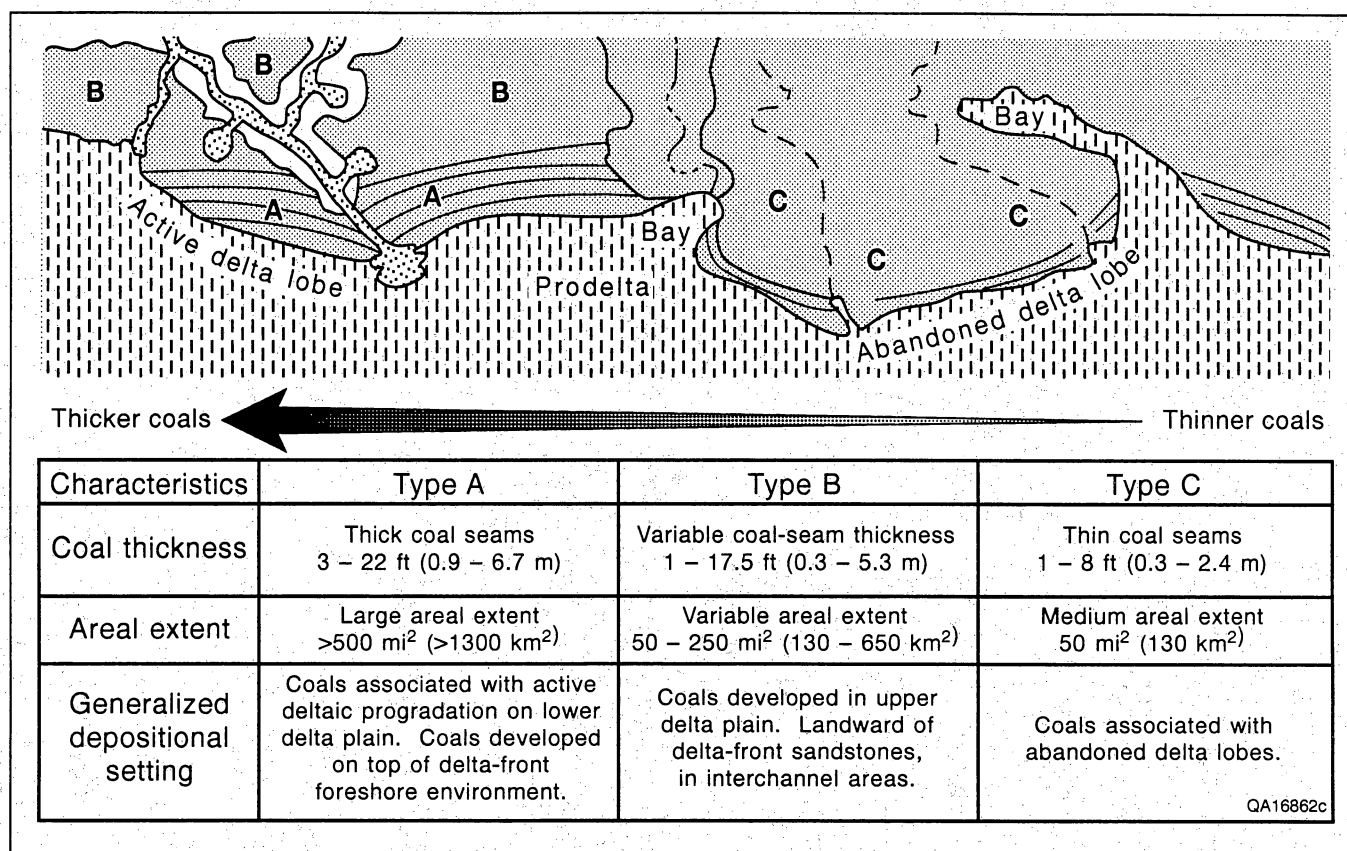 B
B
B
Bay
A
A
C
C
C
Active delta lobe
Bay
Prodelta
Abandoned delta lobe
Thicker coals
Thinner coals
Characteristics
Type A
Type B
Type C
Coal thickness
Thick coal seams
3 – 22 ft (0.9 – 6.7 m)
Variable coal-seam thickness
1 – 17.5 ft (0.3 – 5.3 m)
Thin coal seams
1 – 8 ft (0.3 – 2.4 m)
Areal extent
Large areal extent
>500 mi² (>1300 km²)
Variable areal extent
50 – 250 mi² (130 – 650 km²)
Medium areal extent
50 mi² (130 km²)
Generalized
depositional
setting
Coals associated with active
deltaic progradation on lower
delta plain. Coals developed
on top of delta-front
foreshore environment.
Coals developed in upper
delta plain. Landward of
delta-front sandstones,
in interchannel areas.
Coals associated with
abandoned delta lobes.
QA16862c